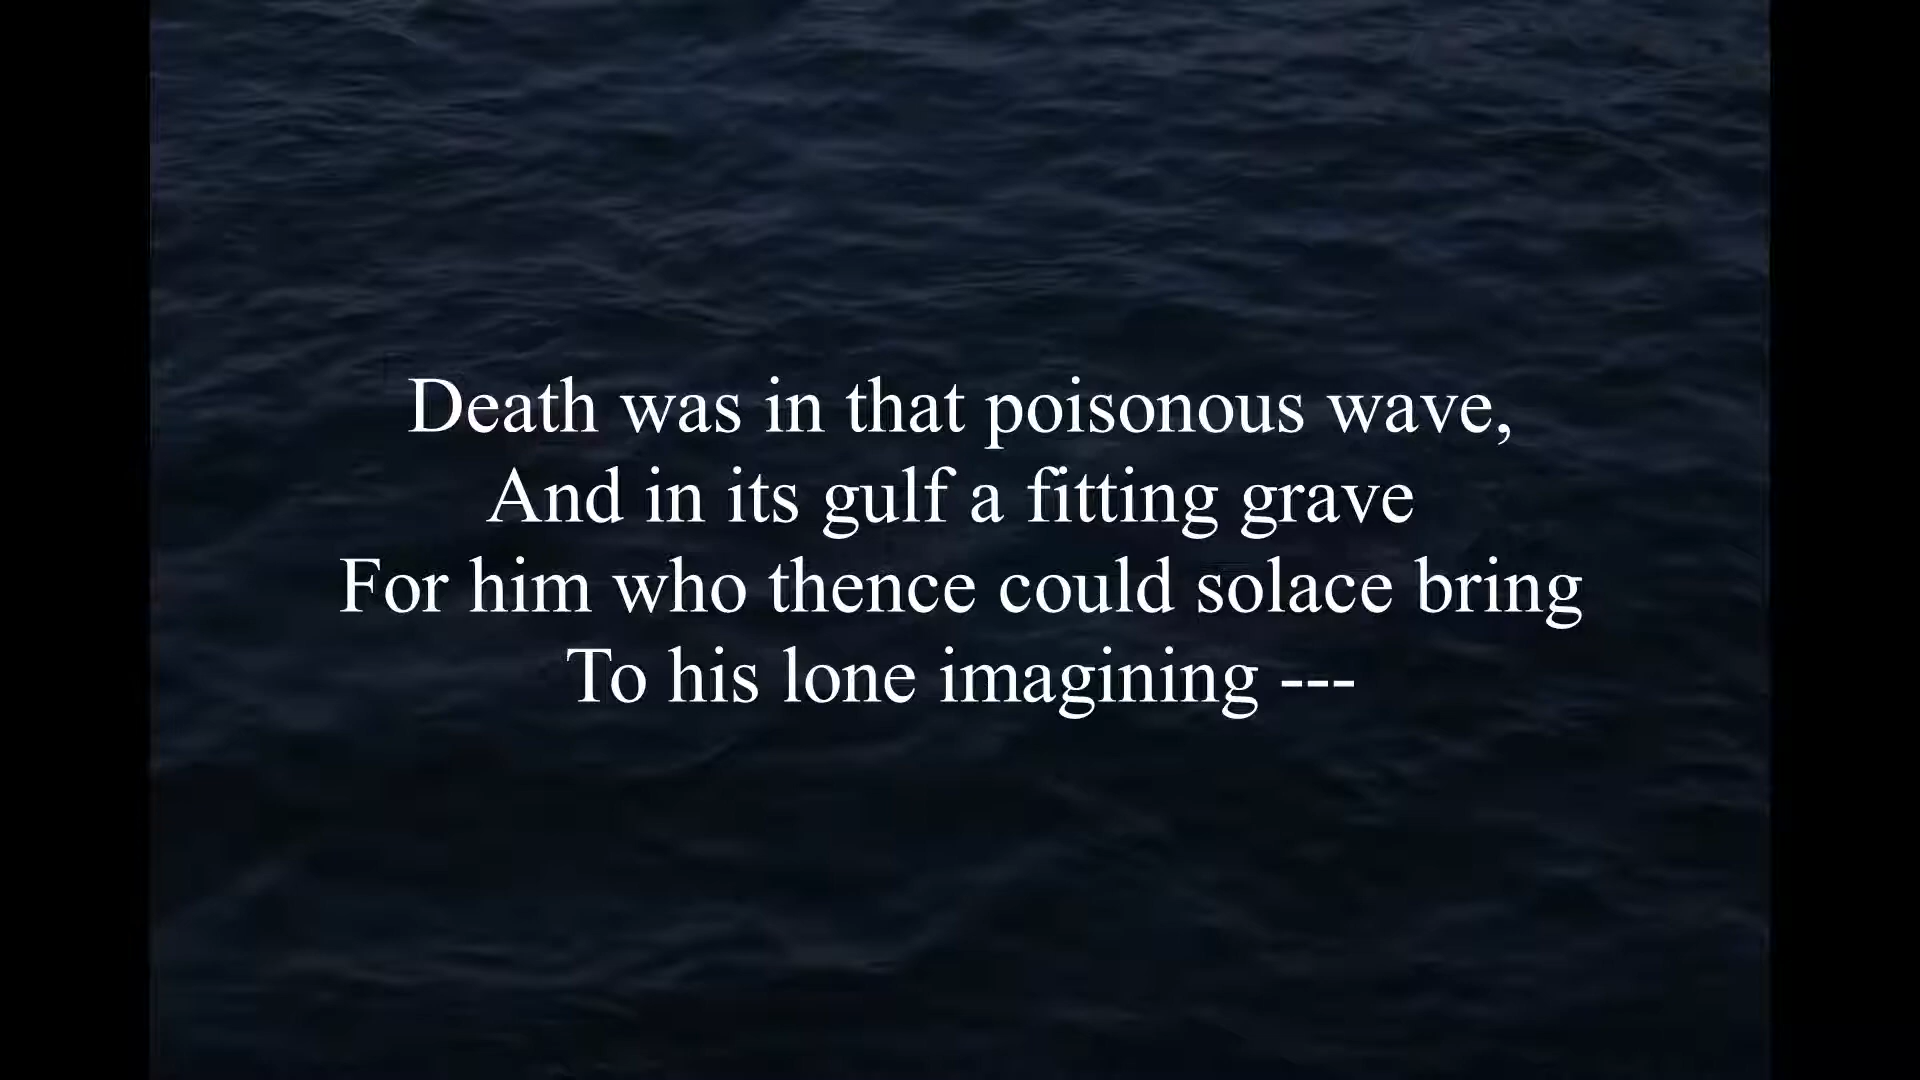 Death was in that poisonous wave,
And in its gulf a fitting grave
For him who thence could solace bring
To his lone imagining ---